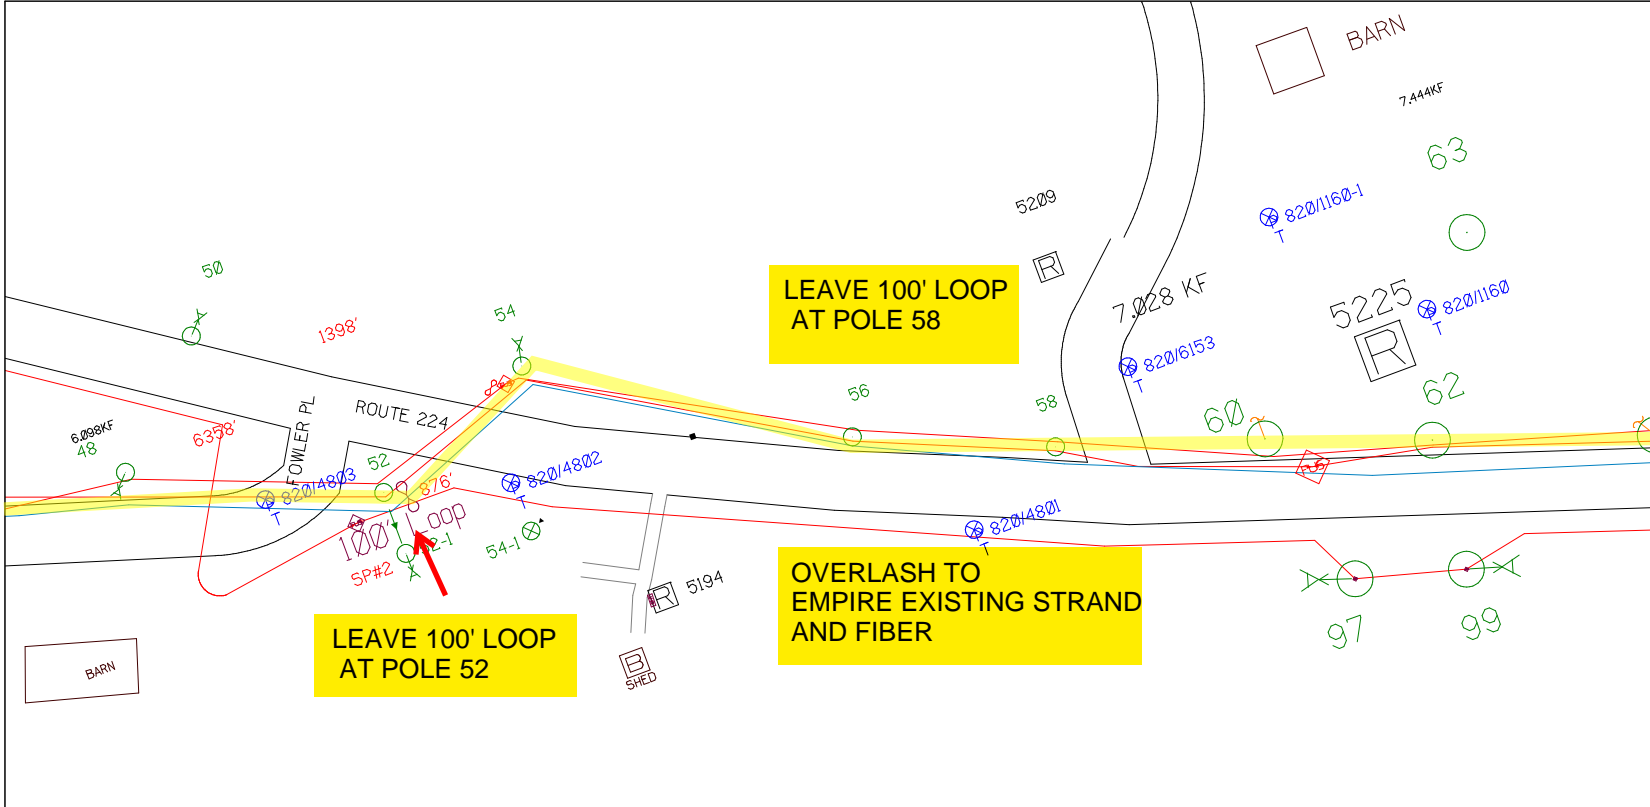 BARN
7.444KF
63
5209
820/1160-1
T
50
LEAVE 100' LOOP
AT POLE 58
7.028 KF
5225
820/1160
T
R
R
54
1398'
820/6153
T
ROUTE 224
FOWLER PL
56
58
60
62
6.098KF
48
6358'
52
876'
820/4803
T
820/4802
T
100' Loop
52-1
SP#2
54-1
820/4801
T
R
5194
OVERLASH TO
EMPIRE EXISTING STRAND
AND FIBER
97
99
LEAVE 100' LOOP
AT POLE 52
BARN
B
SHED